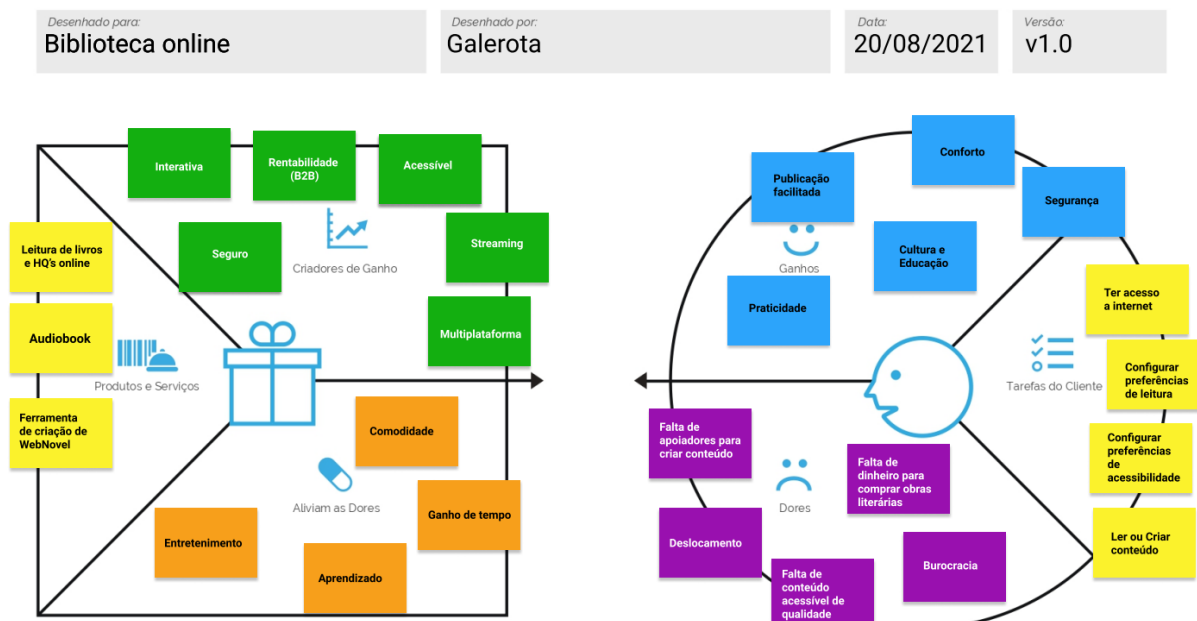 Desenhado para:
Biblioteca online
Desenhado por:
Galerota
Data:
20/08/2021
Versão:
v1.0
Interativa
Rentabilidade
(B2B)
Acessível
Seguro
Streaming
Multiplataforma
Criadores de Ganho
Leitura de livros
e HQ's online
Audiobook
Ferramenta
de criação de
WebNovel
Produtos e Serviços
Comodidade
Ganho de tempo
Entretenimento
Aprendizado
Aliviam as Dores
Publicação
facilitada
Conforto
Segurança
Cultura e
Educação
Praticidade
Ganhos
Ter acesso
a internet
Configurar
preferências
de leitura
Configurar
preferências
de
acessibilidade
Ler ou Criar
conteúdo
Tarefas do Cliente
Falta de
apoiadores para
criar conteúdo
Falta de
dinheiro para
comprar obras
literárias
Deslocamento
Falta de
conteúdo
acessível de
qualidade
Burocracia
Dores